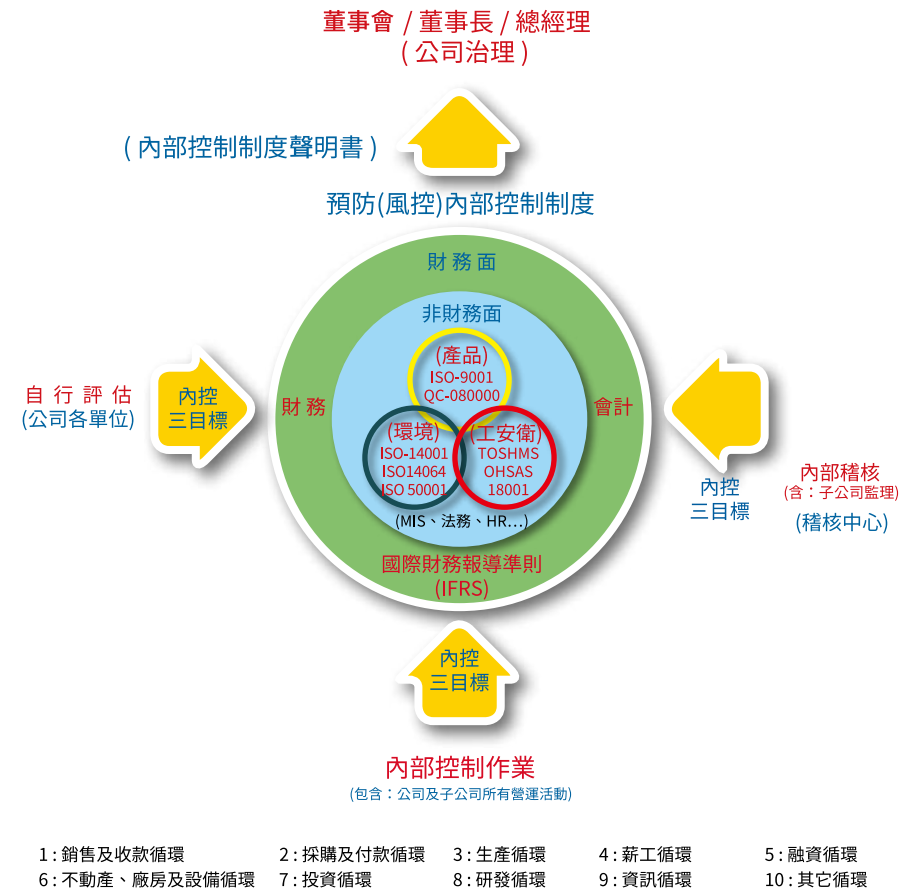 董事會 / 董事長 / 總經理
( 公司治理 )
( 內部控制制度聲明書 )
預防(風控)內部控制制度
財務面
非財務面
(產品)
ISO-9001
QC-080000
自行評估
(公司各單位)
內控
三目標
財務
會計
(環境)
ISO-14001
ISO14064
ISO 50001
(工安衛)
TOSHMS
OHSAS
18001
(MIS、法務、HR...)
內控
三目標
內部稽核
(含：子公司監理)
(稽核中心)
國際財務報導準則
(IFRS)
內控
三目標
內部控制作業
(包含：公司及子公司所有營運活動)
1 : 銷售及收款循環 2 : 採購及付款循環 3 : 生產循環 4 : 薪工循環 5 : 融資循環
6 : 不動產、廠房及設備循環 7 : 投資循環 8 : 研發循環 9 : 資訊循環 10 : 其它循環